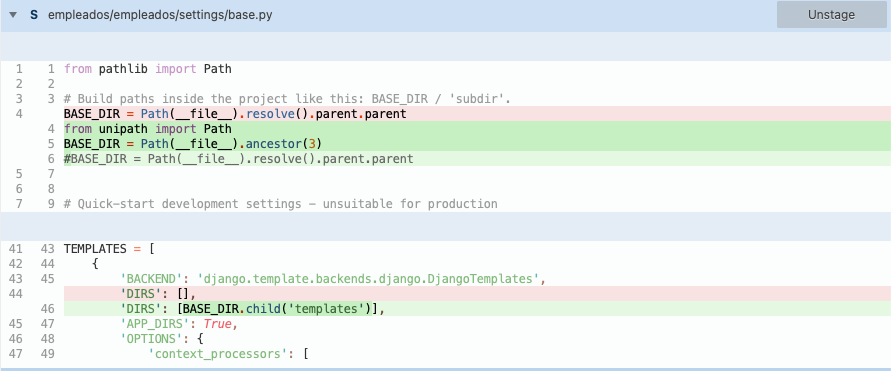 ▼ S empleados/empleados/settings/base.py Unstage
1 1 from pathlib import Path
2 2
3 3 # Build paths inside the project like this: BASE_DIR / 'subdir'.
4 BASE_DIR = Path(__file__).resolve().parent.parent
4 from unipath import Path
5 BASE_DIR = Path(__file__).ancestor(3)
6 #BASE_DIR = Path(__file__).resolve().parent.parent
5 7
6 8
7 9 # Quick-start development settings - unsuitable for production
41 43 TEMPLATES = [
42 44 {
43 45 'BACKEND': 'django.template.backends.django.DjangoTemplates',
44 'DIRS': [],
46 'DIRS': [BASE_DIR.child('templates')],
45 47 'APP_DIRS': True,
46 48 'OPTIONS': {
47 49 'context_processors': [